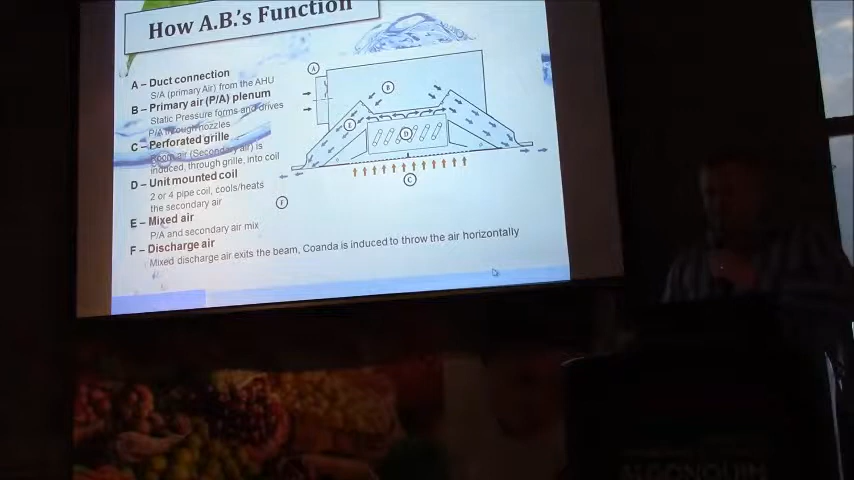 How A.B.'s Function
A – Duct connection
S/A (primary Air) from the AHU
B – Primary air (P/A) plenum
Static Pressure forms and drives
P/A through nozzles
C – Perforated grille
Room air (Secondary air) is
induced, through grille, into coil
D – Unit mounted coil
2 or 4 pipe coil, cools/heats
the secondary air
E – Mixed air
P/A and secondary air mix
F – Discharge air
Mixed discharge air exits the beam, Coanda is induced to throw the air horizontally
A
B
E
D
C
F
ALGONQUIN